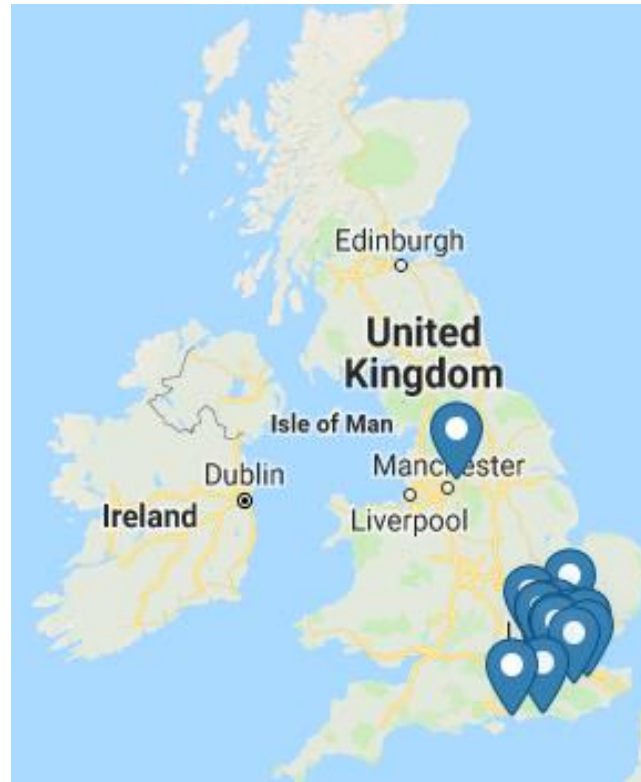 Edinburgh
United
Kingdom
Isle of Man
Manchester
Dublin
Liverpool
Ireland